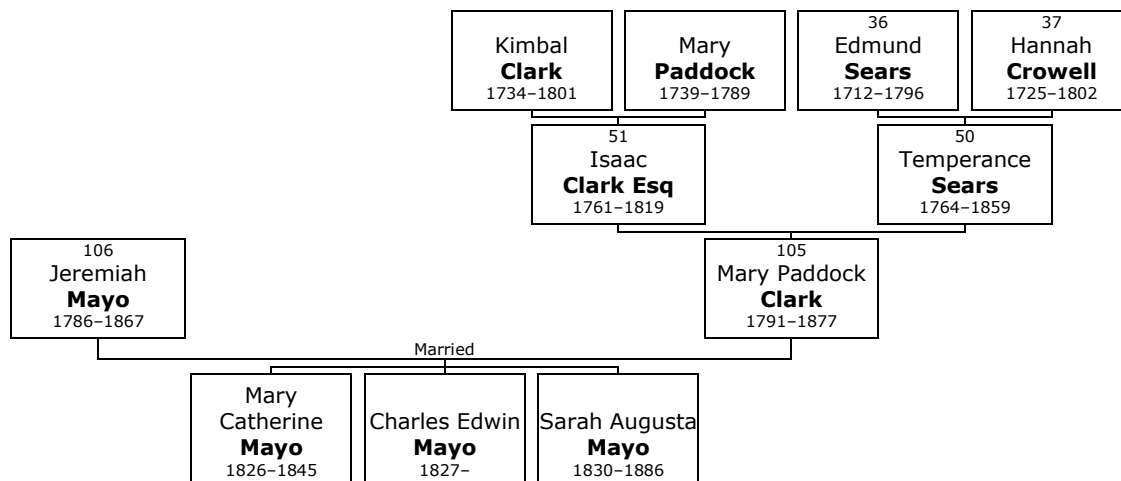 Kimbal
Clark
1734–1801
Mary
Paddock
1739–1789
36
Edmund
Sears
1712–1796
37
Hannah
Crowell
1725–1802
51
Isaac
Clark Esq
1761–1819
50
Temperance
Sears
1764–1859
106
Jeremiah
Mayo
1786–1867
105
Mary Paddock
Clark
1791–1877
Married
Mary
Catherine
Mayo
1826–1845
Charles Edwin
Mayo
1827–
Sarah Augusta
Mayo
1830–1886